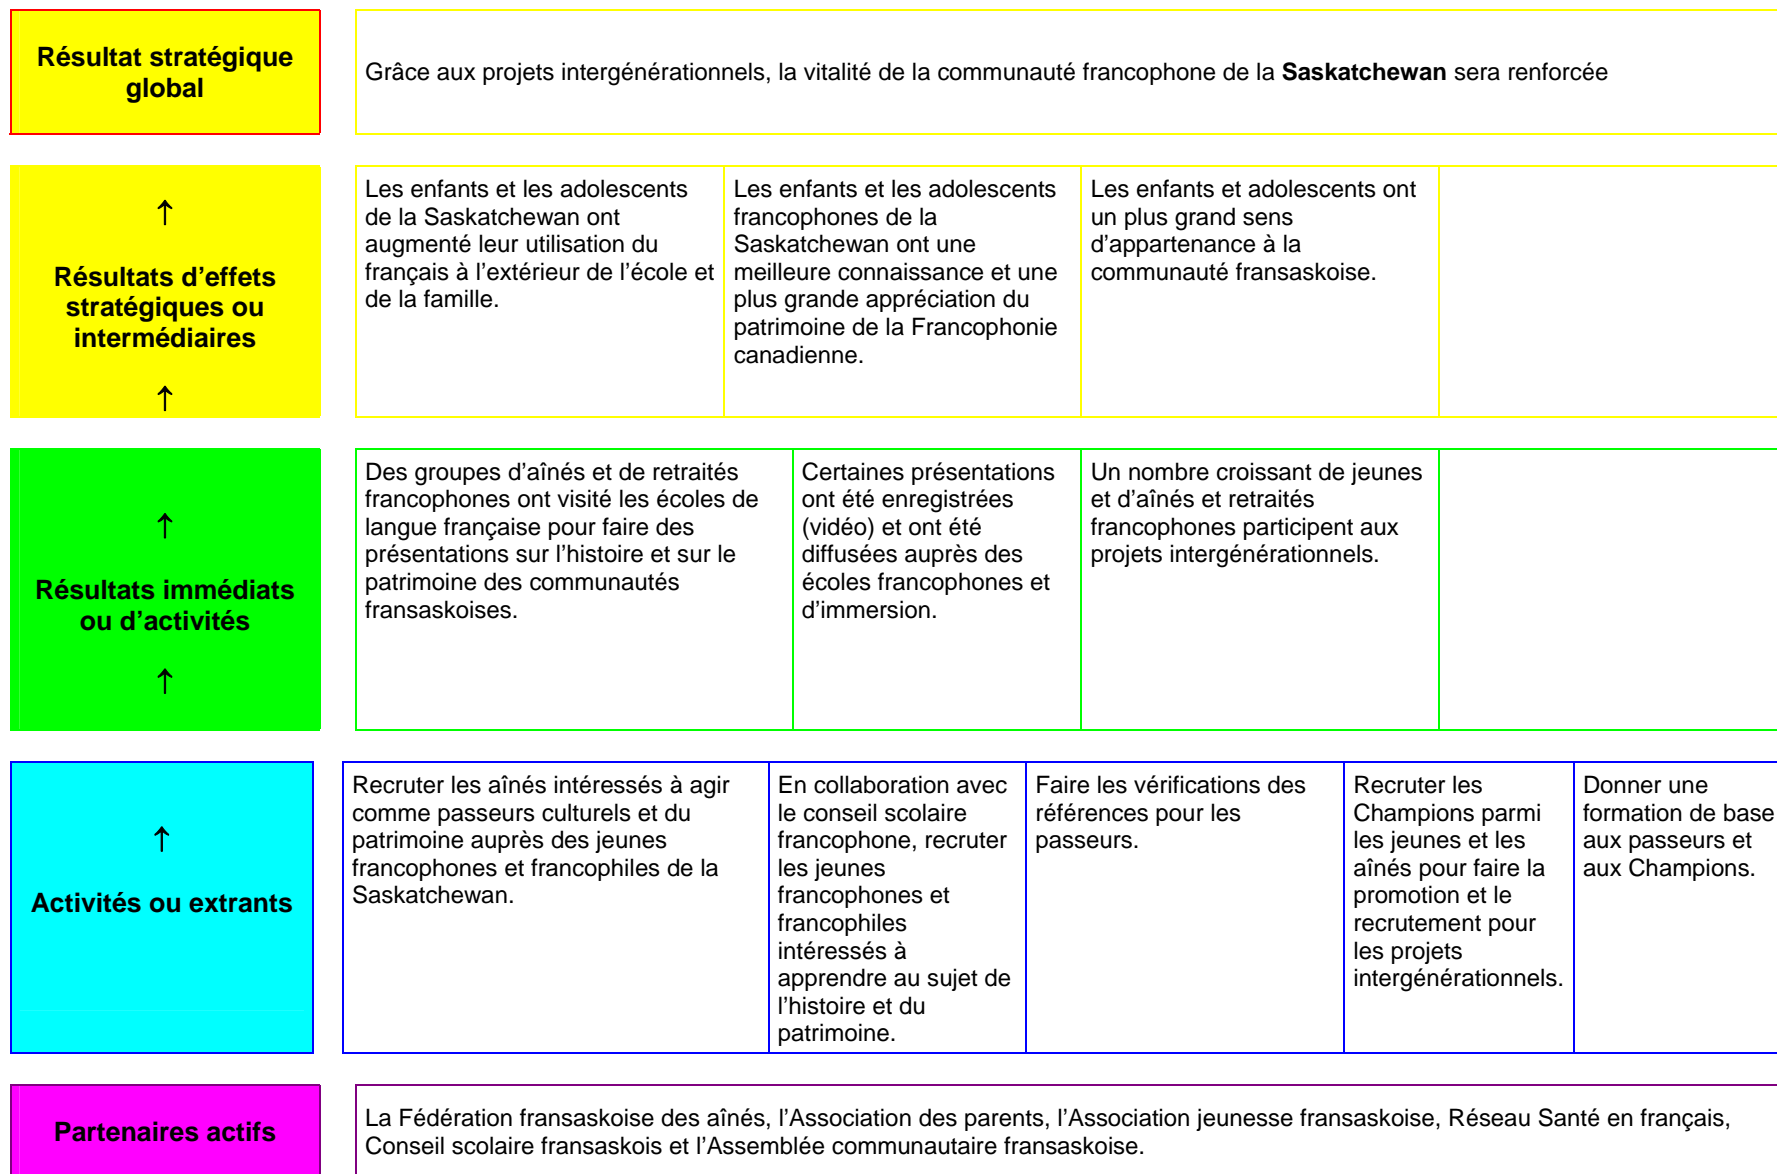 Résultat stratégique
global
Grâce aux projets intergénérationnels, la vitalité de la communauté francophone de la Saskatchewan sera renforcée
↑
Résultats d’effets
stratégiques ou
intermédiaires
↑
Les enfants et les adolescents
de la Saskatchewan ont
augmenté leur utilisation du
français à l’extérieur de l’école et
de la famille.
Les enfants et les adolescents
francophones de la
Saskatchewan ont une
meilleure connaissance et une
plus grande appréciation du
patrimoine de la Francophonie
canadienne.
Les enfants et adolescents ont
un plus grand sens
d’appartenance à la
communauté fransaskoise.
↑
Résultats immédiats
ou d’activités
↑
Des groupes d’aînés et de retraités
francophones ont visité les écoles de
langue française pour faire des
présentations sur l’histoire et sur le
patrimoine des communautés
fransaskoises.
Certaines présentations
ont été enregistrées
(vidéo) et ont été
diffusées auprès des
écoles francophones et
d’immersion.
Un nombre croissant de jeunes
et d’aînés et retraités
francophones participent aux
projets intergénérationnels.
↑
Activités ou extrants
Recruter les aînés intéressés à agir
comme passeurs culturels et du
patrimoine auprès des jeunes
francophones et francophiles de la
Saskatchewan.
En collaboration avec
le conseil scolaire
francophone, recruter
les jeunes
francophones et
francophiles
intéressés à
apprendre au sujet de
l’histoire et du
patrimoine.
Faire les vérifications des
références pour les
passeurs.
Recruter les
Champions parmi
les jeunes et les
aînés pour faire la
promotion et le
recrutement pour
les projets
intergénérationnels.
Donner une
formation de base
aux passeurs et
aux Champions.
Partenaires actifs
La Fédération fransaskoise des aînés, l’Association des parents, l’Association jeunesse fransaskoise, Réseau Santé en français,
Conseil scolaire fransaskois et l’Assemblée communautaire fransaskoise.